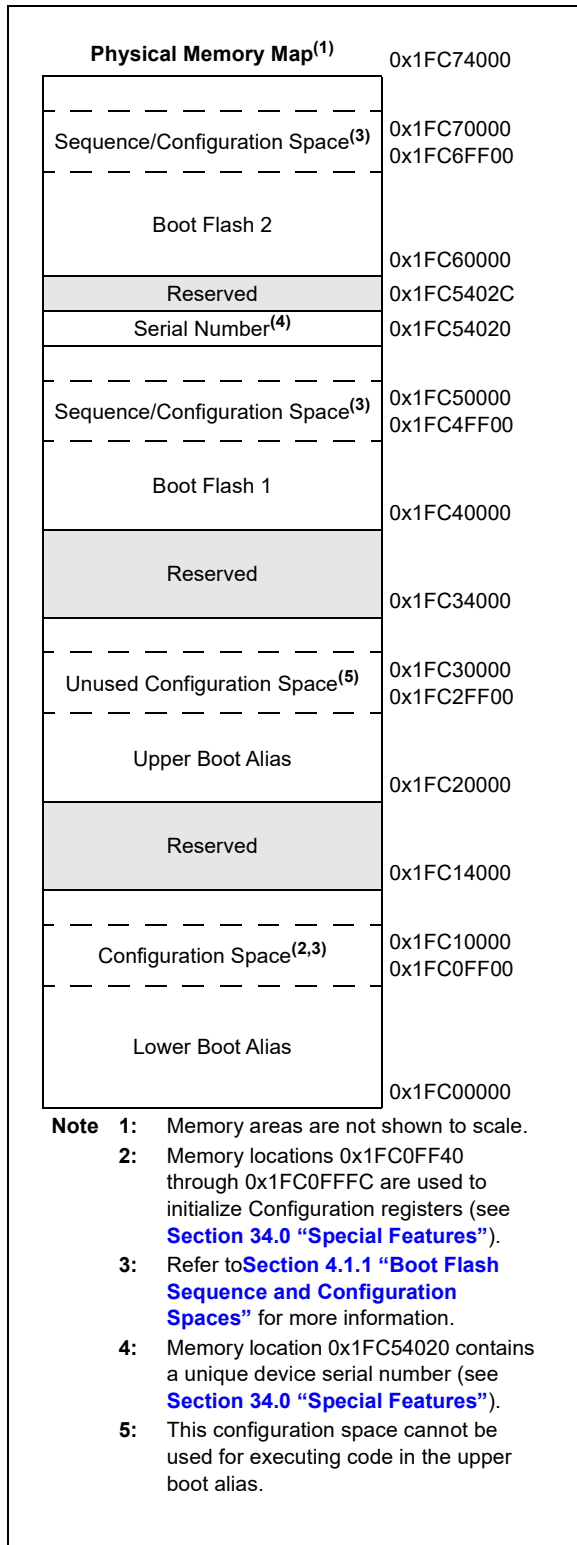 Physical Memory Map(1)
0x1FC74000
Sequence/Configuration Space(3)
0x1FC70000
0x1FC6FF00
Boot Flash 2
0x1FC60000
Reserved
0x1FC5402C
Serial Number(4)
0x1FC54020
Sequence/Configuration Space(3)
0x1FC50000
0x1FC4FF00
Boot Flash 1
0x1FC40000
Reserved
0x1FC34000
Unused Configuration Space(5)
0x1FC30000
0x1FC2FF00
Upper Boot Alias
0x1FC20000
Reserved
0x1FC14000
Configuration Space(2,3)
0x1FC10000
0x1FC0FF00
Lower Boot Alias
0x1FC00000
Note 1: Memory areas are not shown to scale.
2: Memory locations 0x1FC0FF40
through 0x1FC0FFFC are used to
initialize Configuration registers (see
Section 34.0 “Special Features”).
3: Refer toSection 4.1.1 “Boot Flash
Sequence and Configuration
Spaces” for more information.
4: Memory location 0x1FC54020 contains
a unique device serial number (see
Section 34.0 “Special Features”).
5: This configuration space cannot be
used for executing code in the upper
boot alias.